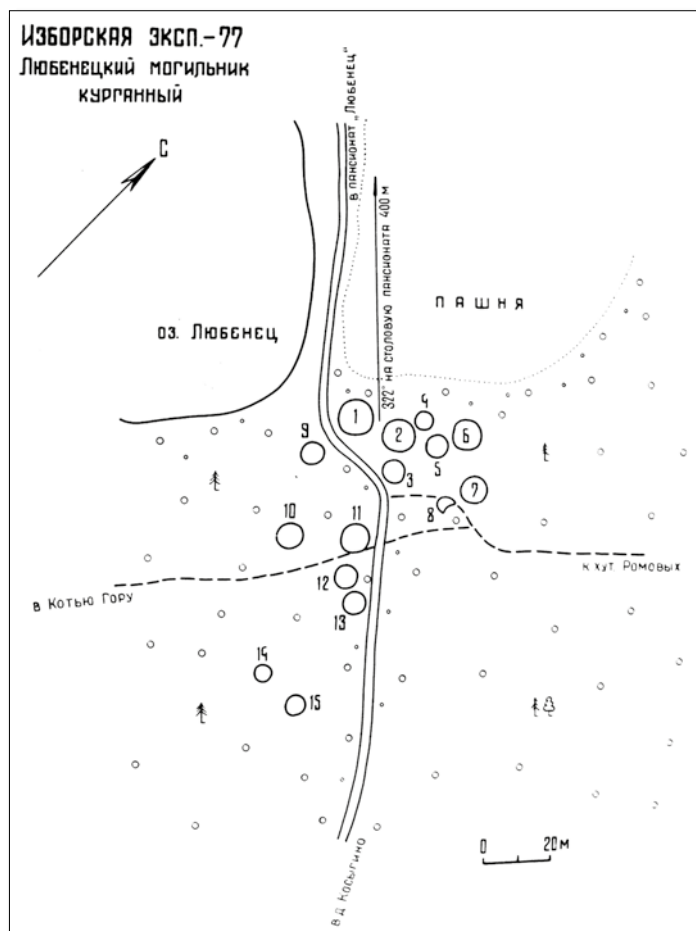 ИЗБОРСКАЯ ЭКСП.-77
ЛЮБЕНЕЦКИЙ МОГИЛЬНИК
КУРГАННЫЙ
С
В ПАНСИОНАТ „ЛЮБЕНЕЦ"
322° НА СТОЛОВУЮ ПАНСИОНАТА 400 М
ПАШНЯ
ОЗ. ЛЮБЕНЕЦ
1
2
4
6
9
5
3
7
8
10
11
К ХУТ. РОМОВЫХ
12
В КОТЬЮ ГОРУ
13
14
15
0
20 М
В Д КОСЫГИНО